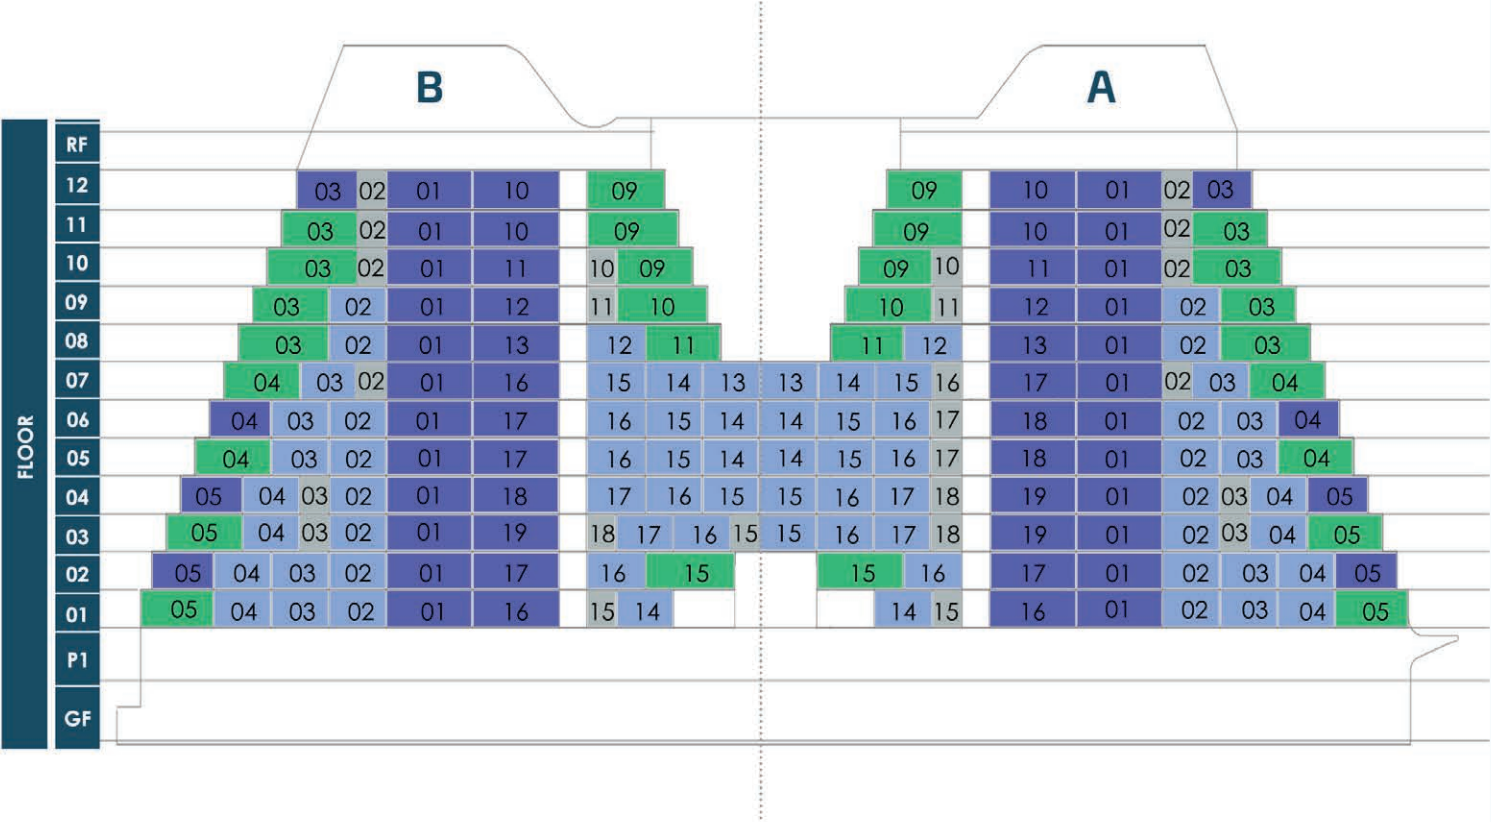 B A
RF
12 03 02 01 10 09 09 10 01 02 03
11 03 02 01 10 09 09 10 01 02 03
10 03 02 01 11 10 09 09 10 11 01 02 03
09 03 02 01 12 11 10 10 11 12 01 02 03
08 03 02 01 13 12 11 11 12 13 01 02 03
07 04 03 02 01 16 15 14 13 13 14 15 16 17 01 02 03 04
06 04 03 02 01 17 16 15 14 14 15 16 17 18 01 02 03 04
05 04 03 02 01 17 16 15 14 14 15 16 17 18 01 02 03 04
04 05 04 03 02 01 18 17 16 15 15 16 17 18 19 01 02 03 04 05
03 05 04 03 02 01 19 18 17 16 15 15 16 17 18 19 01 02 03 04 05
02 05 04 03 02 01 17 16 15 15 16 17 01 02 03 04 05
01 05 04 03 02 01 16 15 14 14 15 16 01 02 03 04 05
P1
GF
FLOOR